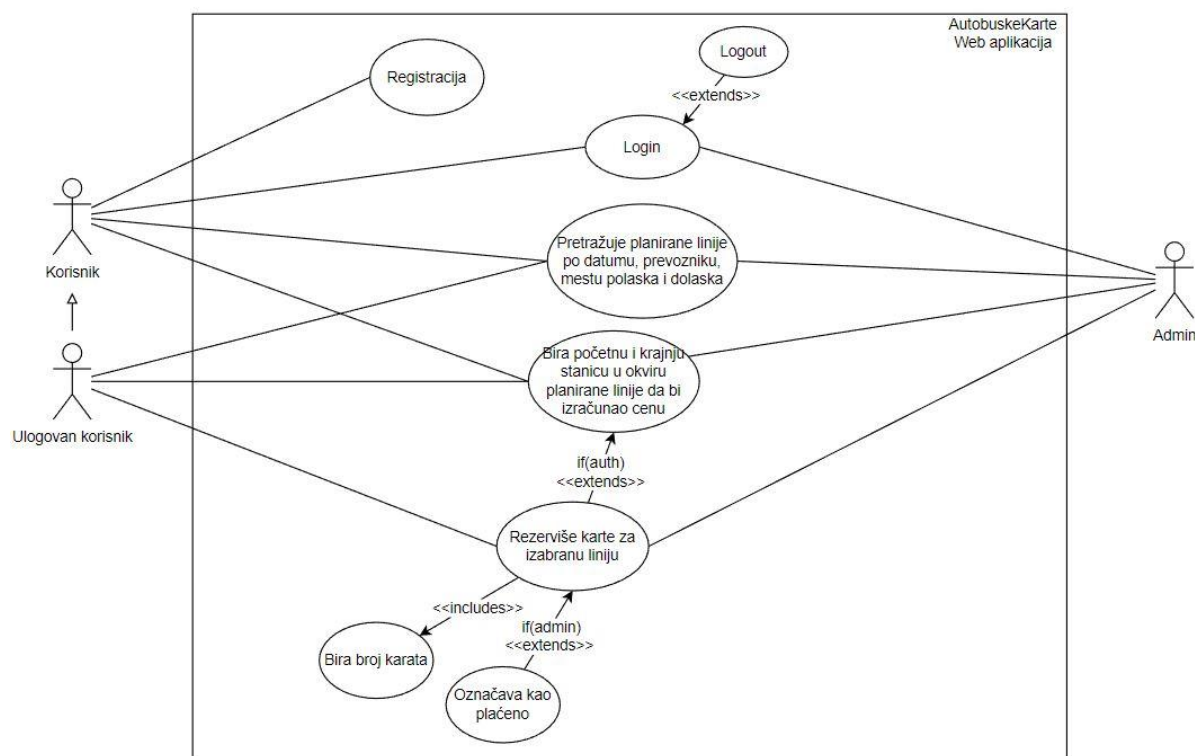 AutobuskeKarte
Web aplikacija
Logout
Registracija
<<extends>>
Login
Korisnik
Pretražuje planirane linije
po datumu, prevozniku,
mestu polaska i dolaska
Admin
Ulogovan korisnik
Bira početnu i krajnju
stanicu u okviru
planirane linije da bi
izračunao cenu
if(auth)
<<extends>>
Rezerviše karte za
izabranu liniju
<<includes>>
if(admin)
<<extends>>
Bira broj karata
Označava kao
plaćeno